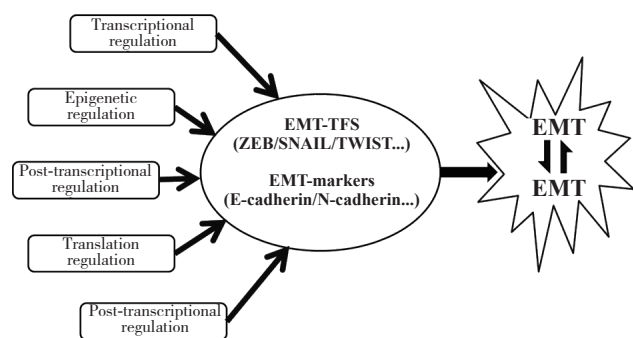 Transcriptional
regulation
Epigenetic
regulation
Post-transcriptional
regulation
Translation
regulation
Post-transcriptional
regulation
EMT-TFS
(ZEB/SNAIL/TWIST...)
EMT-markers
(E-cadherin/N-cadherin...)
EMT
EMT